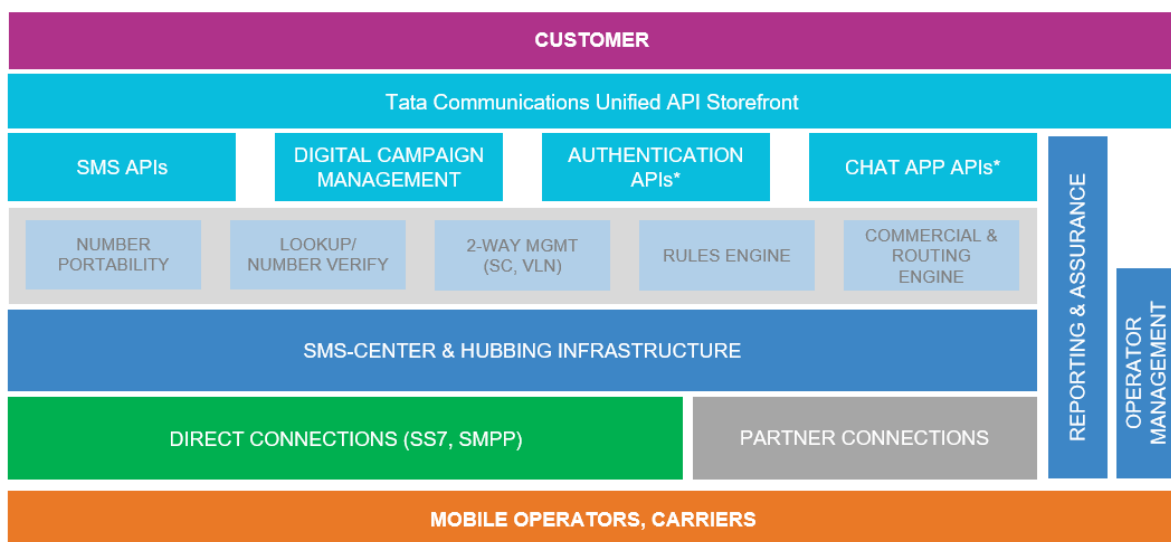 CUSTOMER
Tata Communications Unified API Storefront
SMS APIs
DIGITAL CAMPAIGN
MANAGEMENT
AUTHENTICATION
APIs*
CHAT APP APIs*
NUMBER
PORTABILITY
LOOKUP/
NUMBER VERIFY
2-WAY MGMT
(SC, VLN)
RULES ENGINE
COMMERCIAL &
ROUTING
ENGINE
SMS-CENTER & HUBBING INFRASTRUCTURE
DIRECT CONNECTIONS (SS7, SMPP)
PARTNER CONNECTIONS
REPORTING & ASSURANCE
OPERATOR
MANAGEMENT
MOBILE OPERATORS, CARRIERS